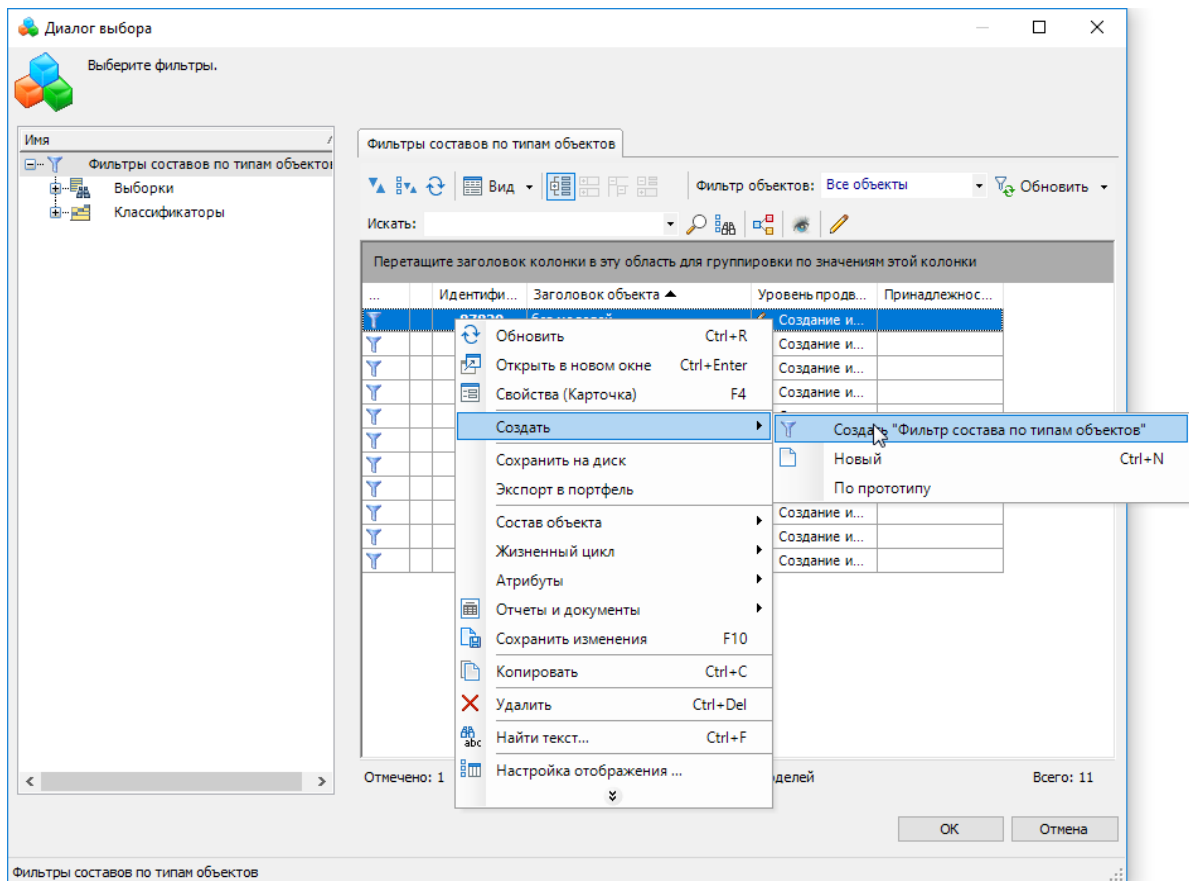 Диалог выбора
Выберите фильтры.
Имя
Фильтры составов по типам объектов
Выборки
Классификаторы
Фильтры составов по типам объектов
Вид
Фильтр объектов: Все объекты
Обновить
Искать:
Перетащите заголовок колонки в эту область для группировки по значениям этой колонки
... Идентифи... Заголовок объекта Уровень продв... Принадлежнос...
Создание и...
Создание и...
Создание и...
Создание и...
Создание и...
Создание и...
Создание и...
Обновить Ctrl+R
Открыть в новом окне Ctrl+Enter
Свойства (Карточка) F4
Создать
Сохранить на диск
Экспорт в портфель
Состав объекта
Жизненный цикл
Атрибуты
Отчеты и документы
Сохранить изменения F10
Копировать Ctrl+C
Удалить Ctrl+Del
abc
Найти текст... Ctrl+F
Настройка отображения ...
Создать "Фильтр состава по типам объектов"
Новый Ctrl+N
По прототипу
Отмечено: 1
Всего: 11
OK
Отмена
Фильтры составов по типам объектов